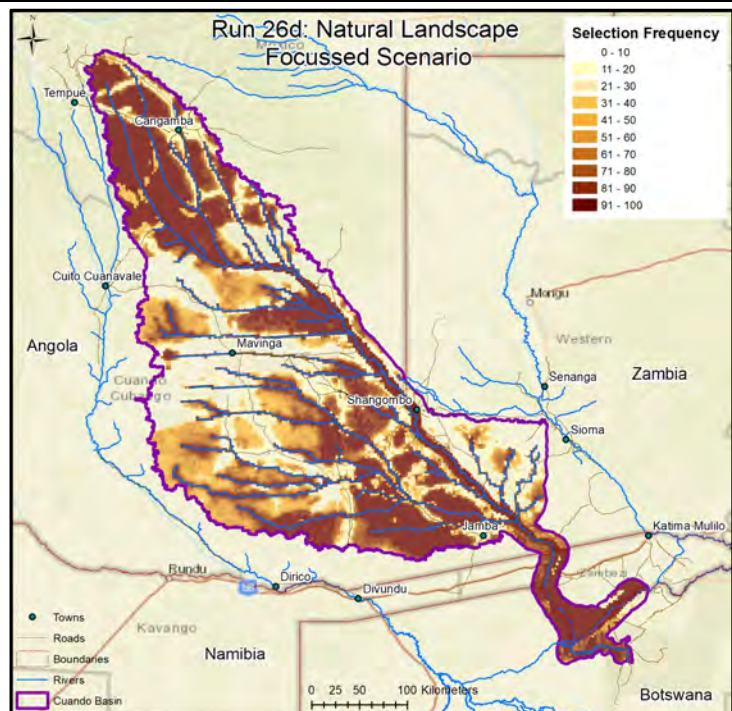 Run 26d: Natural Landscape
Focussed Scenario
N
Selection Frequency
0 - 10
11 - 20
21 - 30
31 - 40
41 - 50
51 - 60
61 - 70
71 - 80
81 - 90
91 - 100
Tempue
Cangamba
Cuito Cuanavale
Mongu
Western
Angola
Mavinga
Cuando
Cubango
Senanga
Zambia
Shangombo
Sioma
Jamba
Katima Mulilo
Zambezi
Rundu
Dirico
Divundu
Kavango
Namibia
Botswana
Towns
Roads
Boundaries
Rivers
Cuando Basin
0 25 50 100 Kilometers